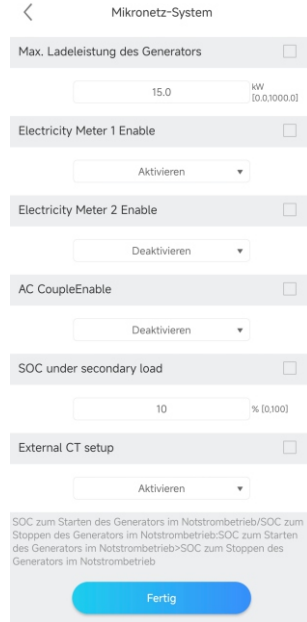 Mikronetz-System
Max. Ladeleistung des Generators
15.0
kW
[0.0,1000.0]
Electricity Meter 1 Enable
Aktivieren
Electricity Meter 2 Enable
Deaktivieren
AC CoupleEnable
Deaktivieren
SOC under secondary load
10
% [0,100]
External CT setup
Aktivieren
SOC zum Starten des Generators im Notstrombetrieb/SOC zum
Stoppen des Generators im Notstrombetrieb:SOC zum Starten
des Generators im Notstrombetrieb>SOC zum Stoppen des
Generators im Notstrombetrieb
Fertig